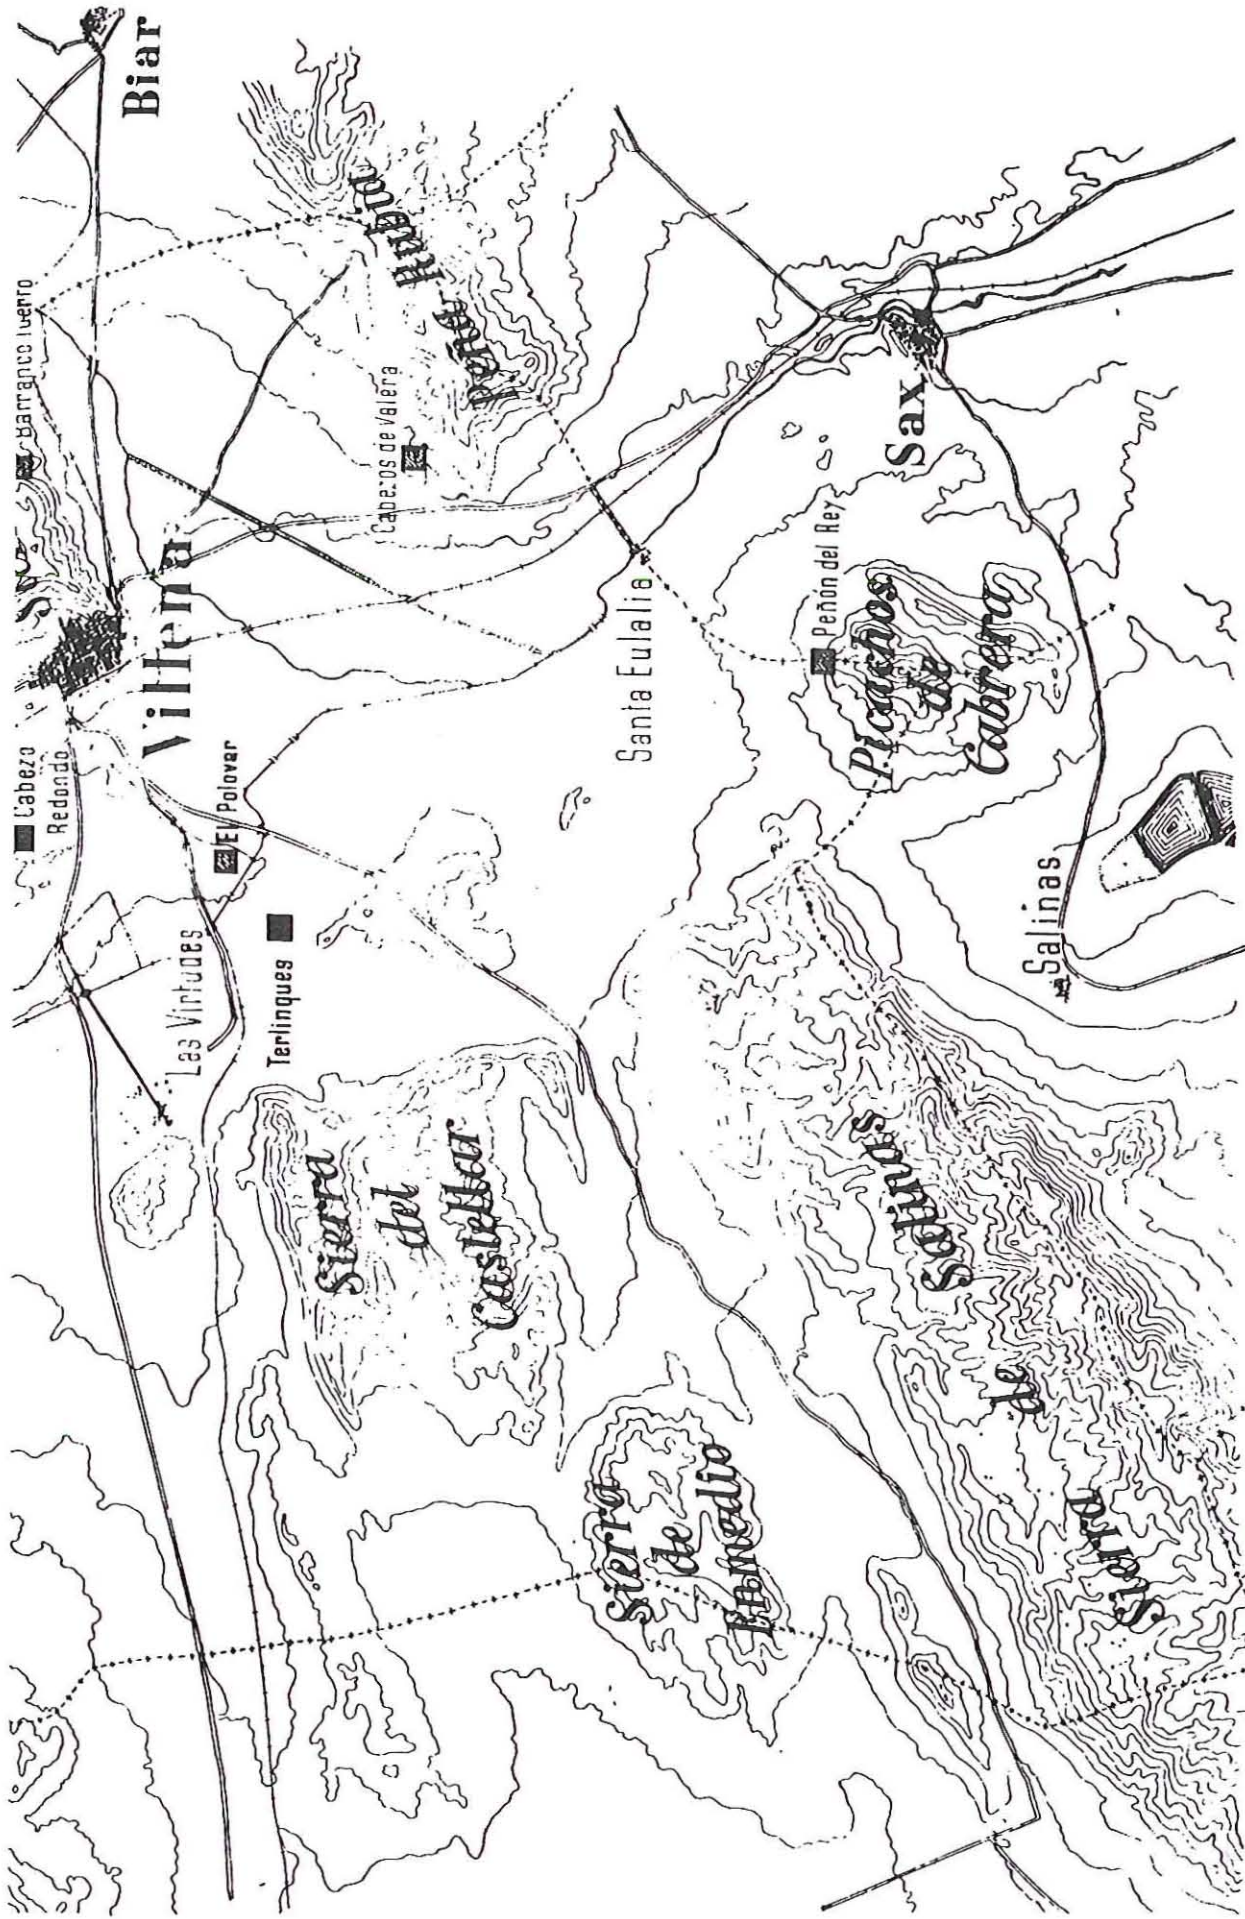 Cabezo
Redondo
Barranco Tuerto
Biar
Villena
Las Virtudes
El Polovar
Terlinques
Sierra
del
Castellar
Cabezos de Valera
Peña Rubia
Sierra
de
Enmedio
Santa Eulalia
Peñón del Rey
Picachos
de
Cabrera
Sax
Sierra de Salinas
Salinas